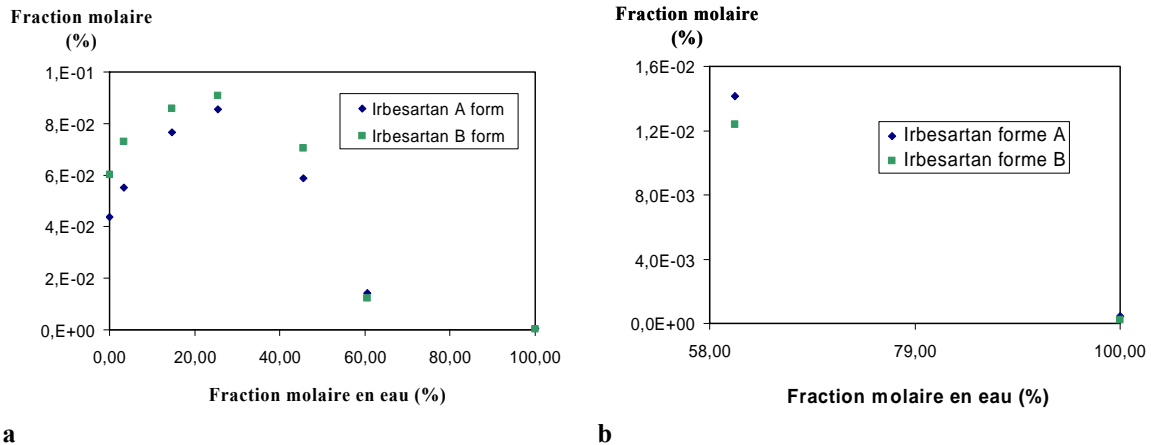 Fraction molaire
(%)
1,E-01
8,E-02
6,E-02
4,E-02
2,E-02
0,E+00
Irbesartan A form
Irbesartan B form
0,00 20,00 40,00 60,00 80,00 100,00
Fraction molaire en eau (%)
a
Fraction molaire
(%)
1,6E-02
1,2E-02
8,0E-03
4,0E-03
0,0E+00
Irbesartan forme A
Irbesartan forme B
58,00 79,00 100,00
Fraction molaire en eau (%)
b